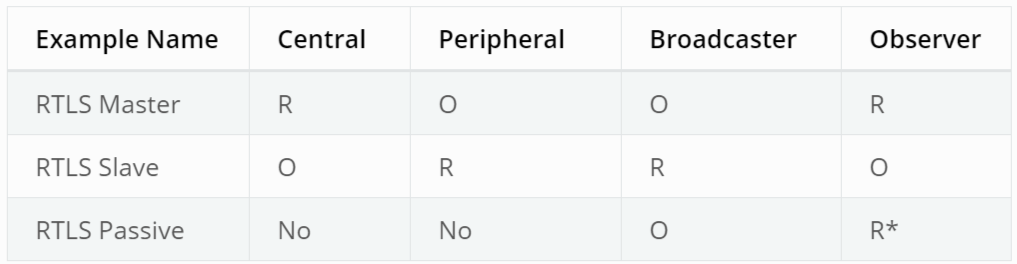 Example Name Central Peripheral Broadcaster Observer
RTLS Master R O O R
RTLS Slave O R R O
RTLS Passive No No O R*